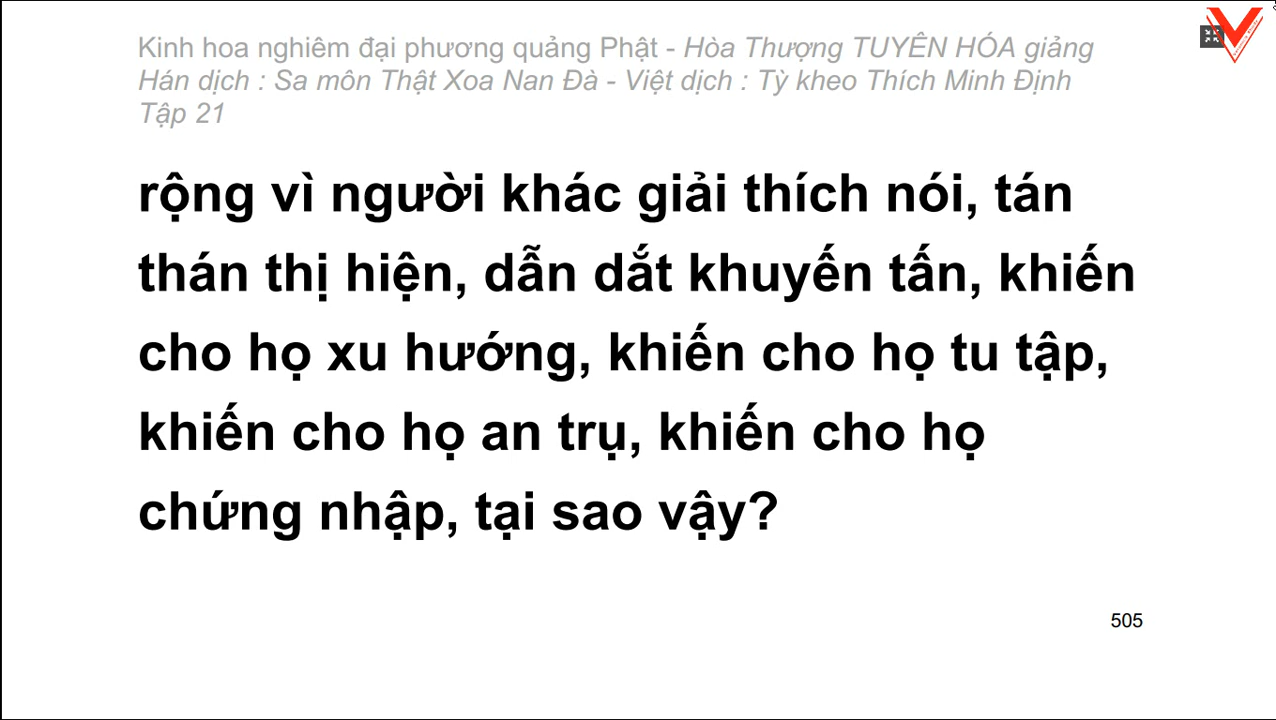 Kinh hoa nghiêm đại phương quảng Phật - Hòa Thượng TUYÊN HÓA giảng
Hán dịch : Sa môn Thật Xoa Nan Đà - Việt dịch : Tỳ kheo Thích Minh Định
Tập 21
rộng vì người khác giải thích nói, tán
thán thị hiện, dẫn dắt khuyến tấn, khiến
cho họ xu hướng, khiến cho họ tu tập,
khiến cho họ an trụ, khiến cho họ
chứng nhập, tại sao vậy?
505